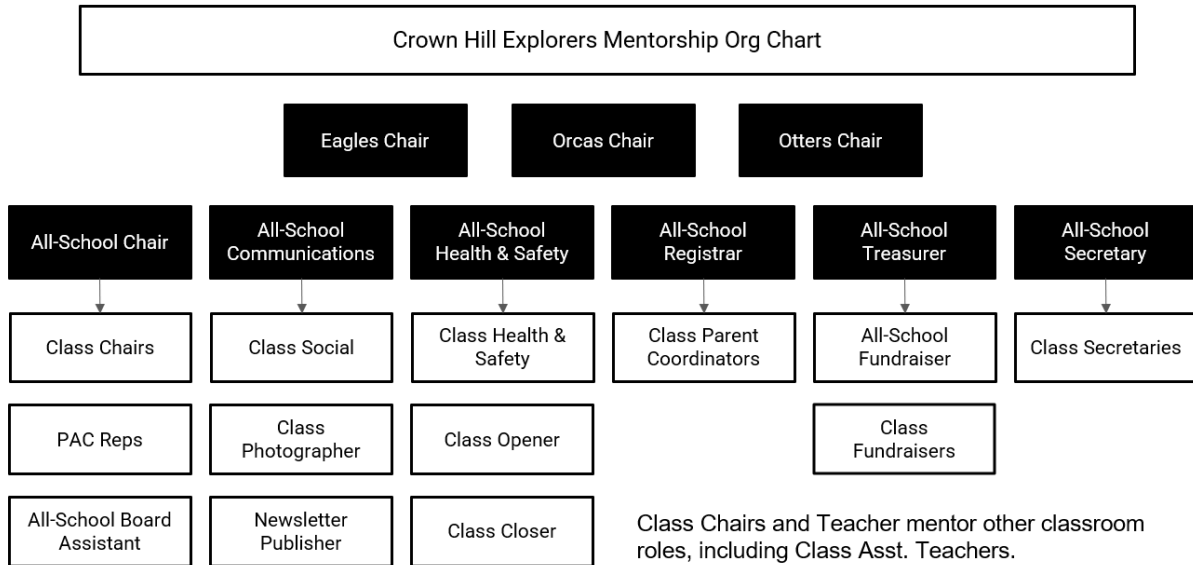 Crown Hill Explorers Mentorship Org Chart
Eagles Chair
Orcas Chair
Otters Chair
All-School Chair
All-School
Communications
All-School
Health & Safety
All-School
Registrar
All-School
Treasurer
All-School
Secretary
Class Chairs
Class Social
Class Health &
Safety
Class Parent
Coordinators
All-School
Fundraiser
Class Secretaries
PAC Reps
Class
Photographer
Class Opener
Class
Fundraisers
All-School Board
Assistant
Newsletter
Publisher
Class Closer
Class Chairs and Teacher mentor other classroom
roles, including Class Asst. Teachers.